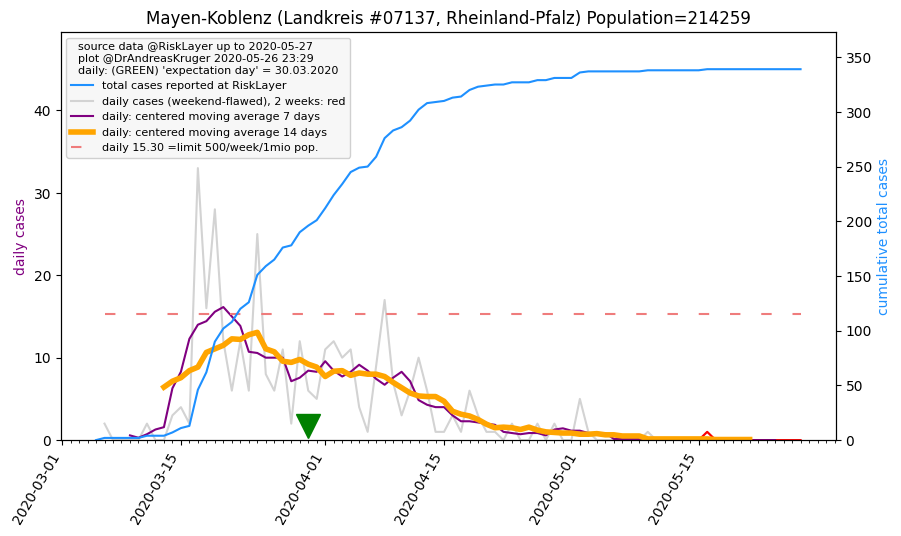 Mayen-Koblenz (Landkreis #07137, Rheinland-Pfalz) Population=214259
source data @RiskLayer up to 2020-05-27
plot @DrAndreasKruger 2020-05-26 23:29
daily: (GREEN) 'expectation day' = 30.03.2020
total cases reported at RiskLayer
daily cases (weekend-flawed), 2 weeks: red
daily: centered moving average 7 days
daily: centered moving average 14 days
daily 15.30 =limit 500/week/1mio pop.
daily cases
0
10
20
30
40
cumulative total cases
0
50
100
150
200
250
300
350
2020-03-01
2020-03-15
2020-04-01
2020-04-15
2020-05-01
2020-05-15